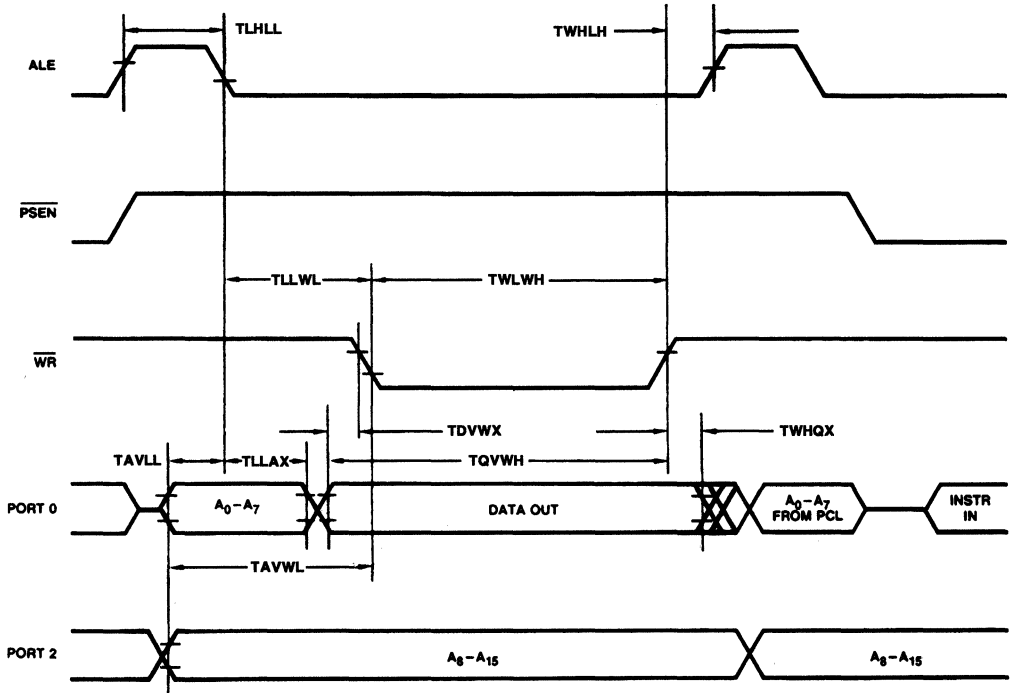 TLHLL
TWHLH
ALE
PSEN
TLLWL
TWLWH
WR
TDVWX
TWHQX
TAVLL
TLLAX
TQVWH
PORT 0
A0–A7
DATA OUT
A0–A7
FROM PCL
INSTR
IN
TAVWL
PORT 2
A8–A15
A8–A15